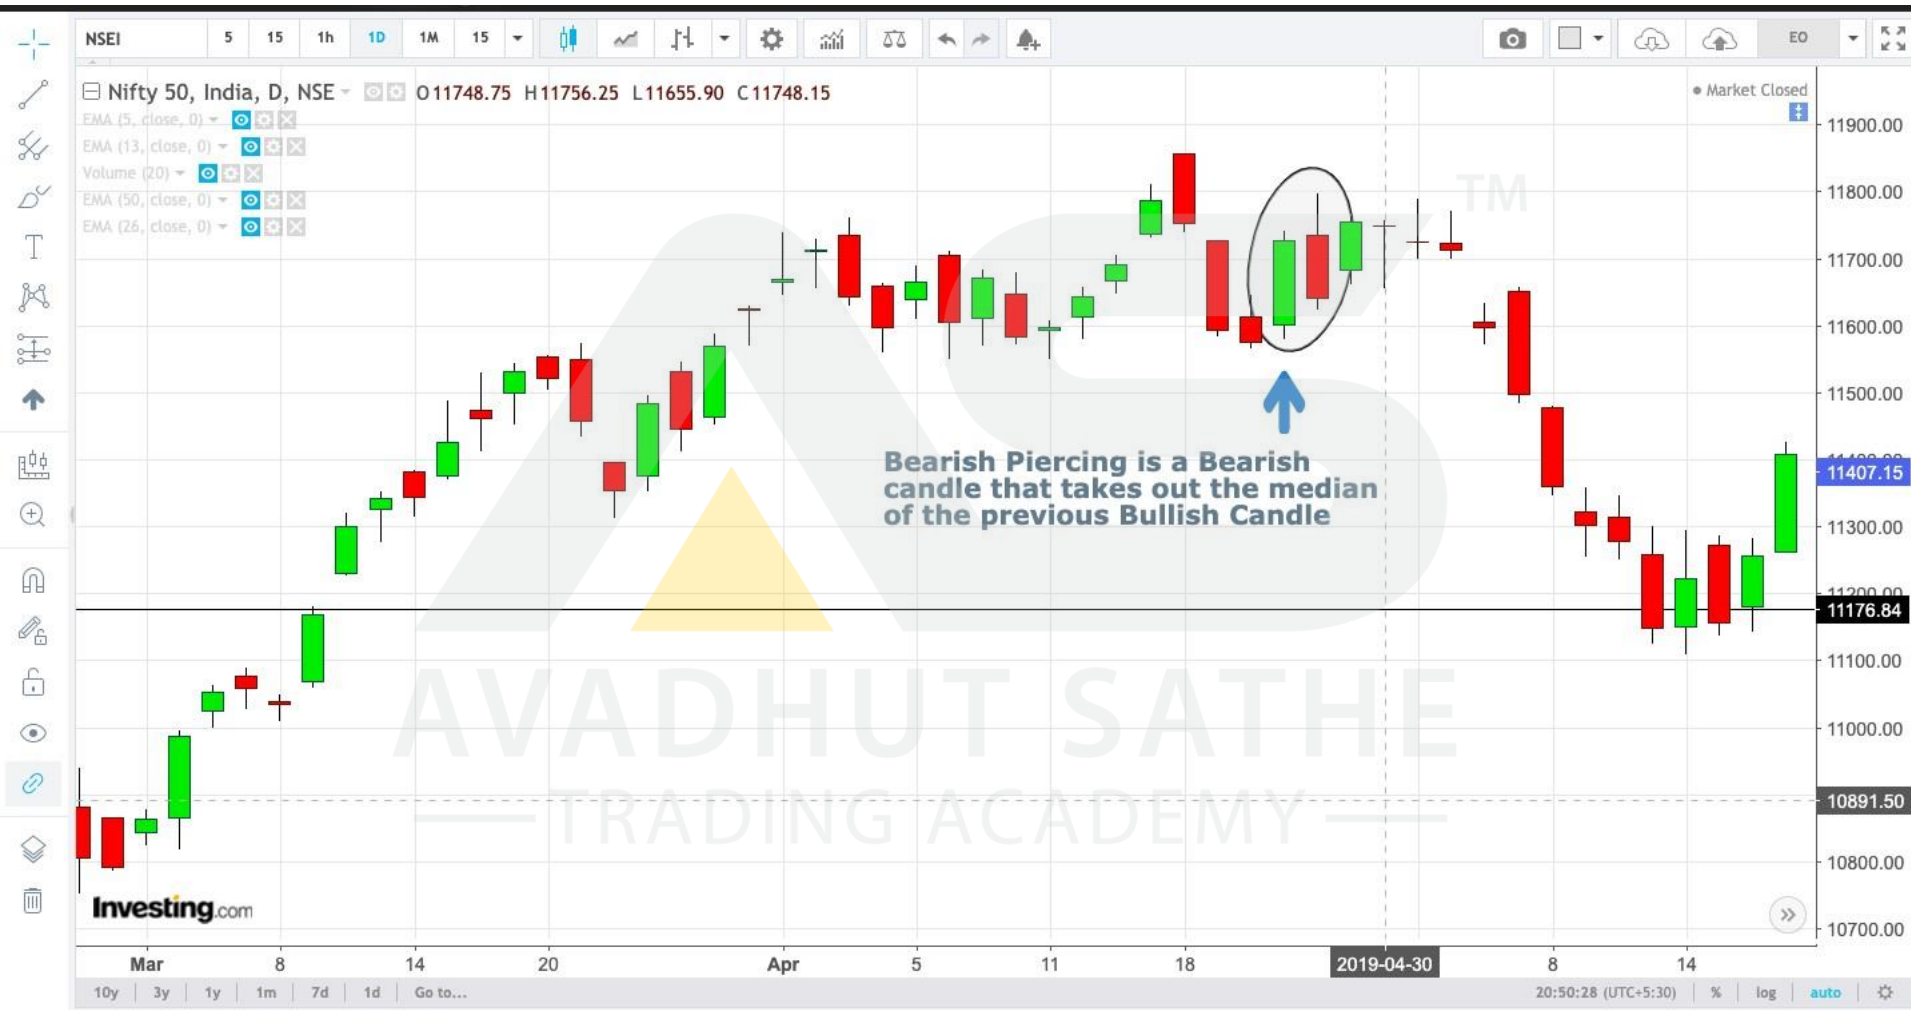 NSEI 5 15 1h 1D 1M 15 EO
Nifty 50, India, D, NSE O11748.75 H11756.25 L11655.90 C11748.15
Market Closed
EMA (5, close, 0)
EMA (13, close, 0)
Volume (20)
EMA (50, close, 0)
EMA (26, close, 0)
TM
11900.00
11800.00
11700.00
11600.00
11500.00
11400.00
11407.15
11300.00
11200.00
11176.84
11100.00
11000.00
10891.50
10800.00
10700.00
Bearish Piercing is a Bearish
candle that takes out the median
of the previous Bullish Candle
AS
AVADHUT SATHE
TRADING ACADEMY
Investing.com
Mar 8 14 20 Apr 5 11 18 2019-04-30 8 14
10y 3y 1y 1m 7d 1d Go to... 20:50:28 (UTC+5:30) % log auto